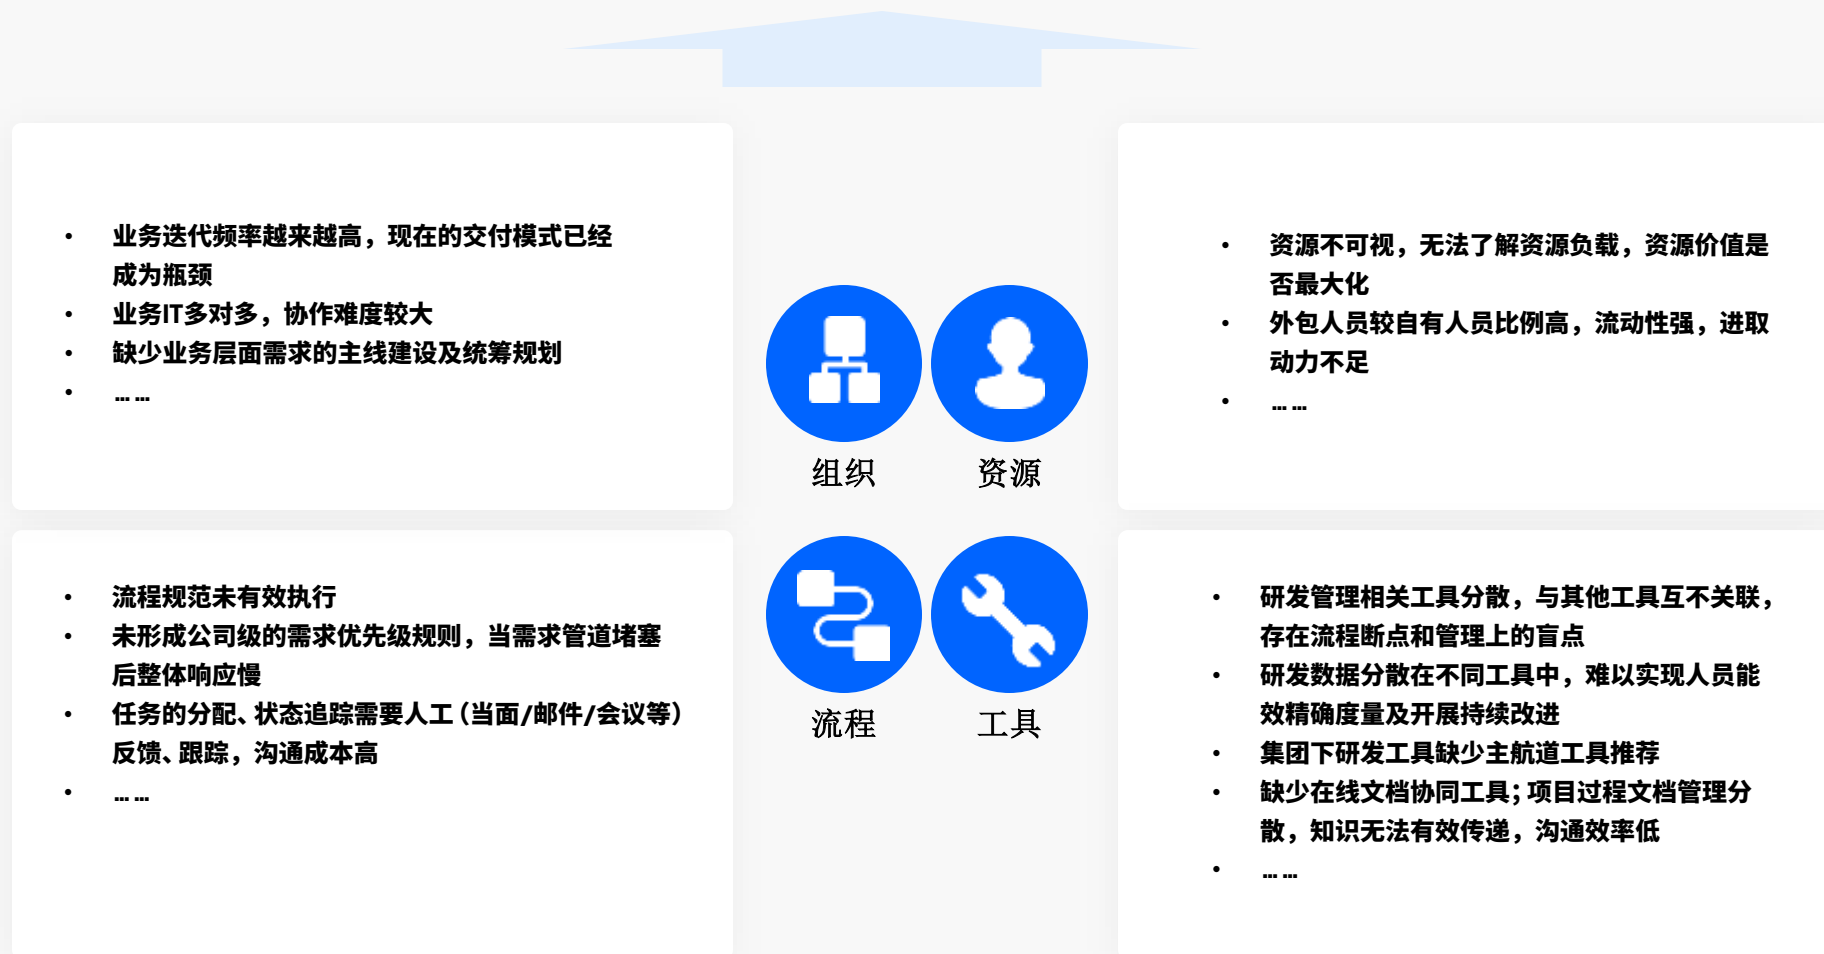 • 业务迭代频率越来越高，现在的交付模式已经
成为瓶颈
• 业务IT多对多，协作难度较大
• 缺少业务层面需求的主线建设及统筹规划
• ... ...
组织
资源
• 资源不可视，无法了解资源负载，资源价值是
否最大化
• 外包人员较自有人员比例高，流动性强，进取
动力不足
• ... ...
• 流程规范未有效执行
• 未形成公司级的需求优先级规则，当需求管道堵塞
后整体响应慢
• 任务的分配、状态追踪需要人工（当面/邮件/会议等）
反馈、跟踪，沟通成本高
• ... ...
流程
工具
• 研发管理相关工具分散，与其他工具互不关联，
存在流程断点和管理上的盲点
• 研发数据分散在不同工具中，难以实现人员能
效精确度量及开展持续改进
• 集团下研发工具缺少主航道工具推荐
• 缺少在线文档协同工具；项目过程文档管理分
散，知识无法有效传递，沟通效率低
• ... ...